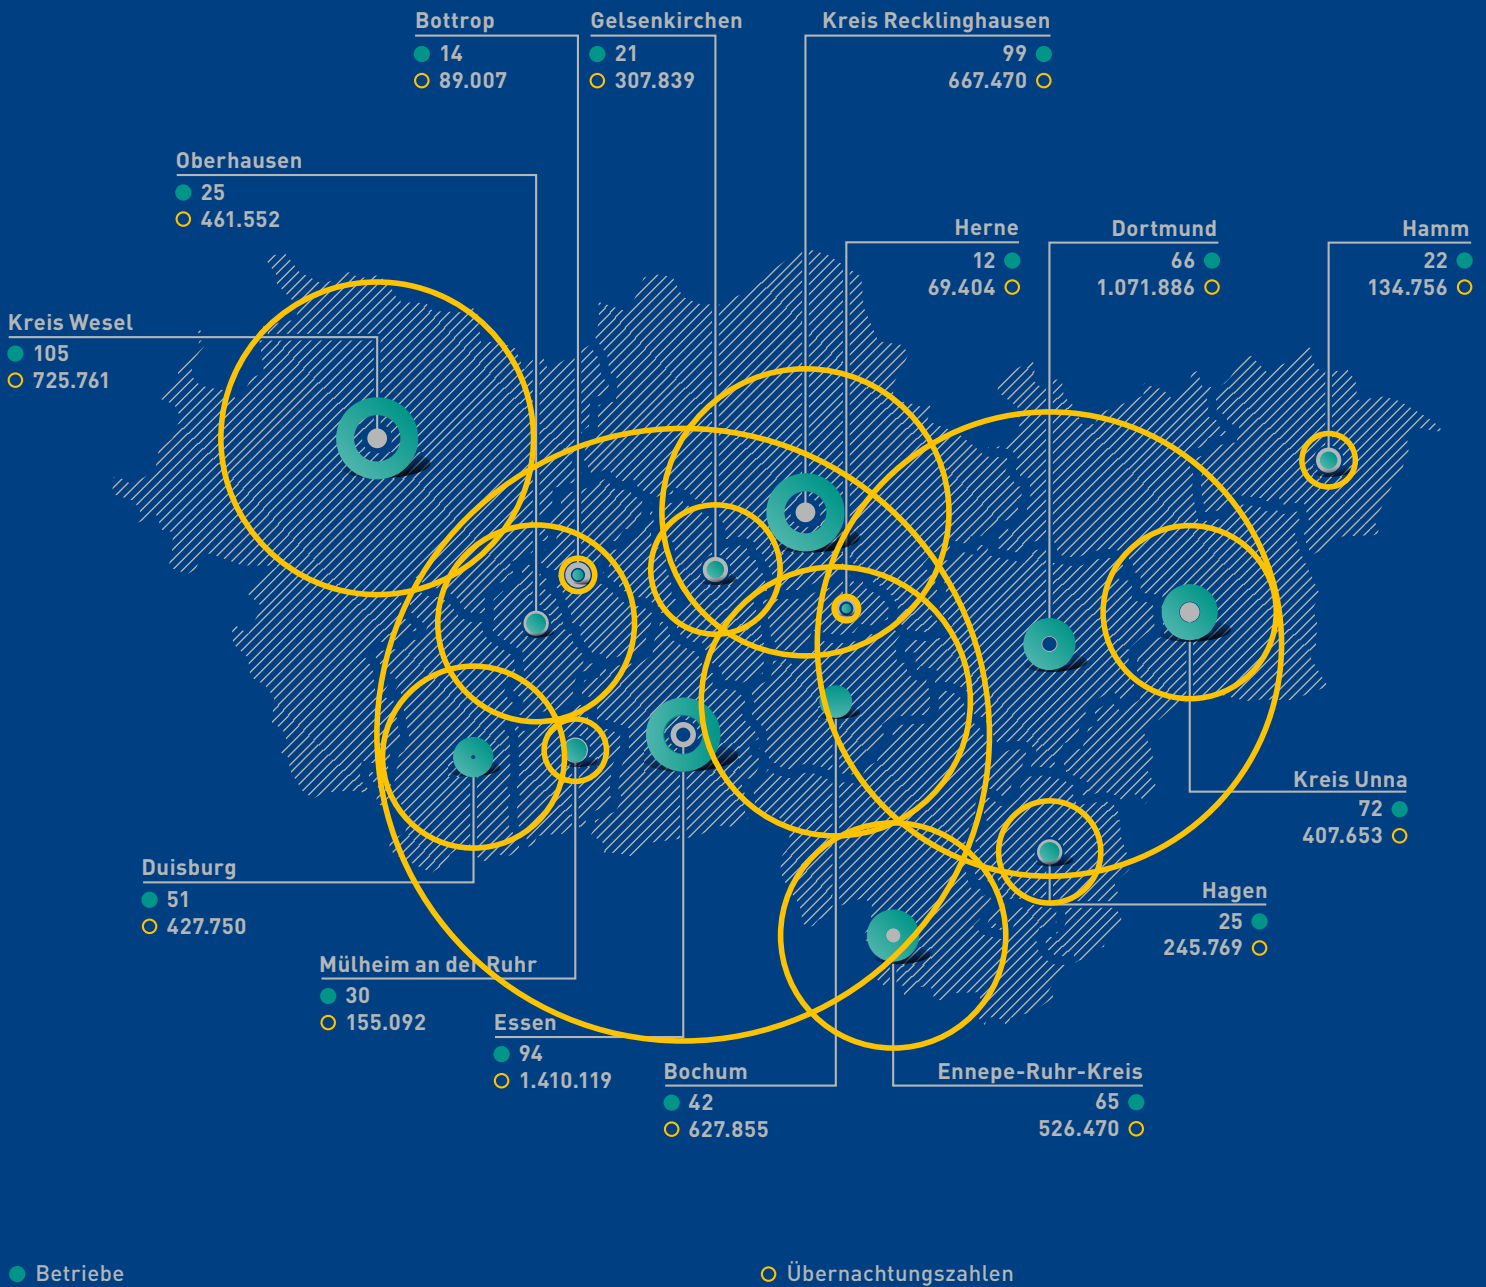 Bottrop
14
89.007
Gelsenkirchen
21
307.839
Kreis Recklinghausen
99
667.470
Oberhausen
25
461.552
Herne
12
69.404
Dortmund
66
1.071.886
Hamm
22
134.756
Kreis Wesel
105
725.761
Kreis Unna
72
407.653
Duisburg
51
427.750
Hagen
25
245.769
Mülheim an der Ruhr
30
155.092
Essen
94
1.410.119
Bochum
42
627.855
Ennepe-Ruhr-Kreis
65
526.470
Betriebe
Übernachtungszahlen